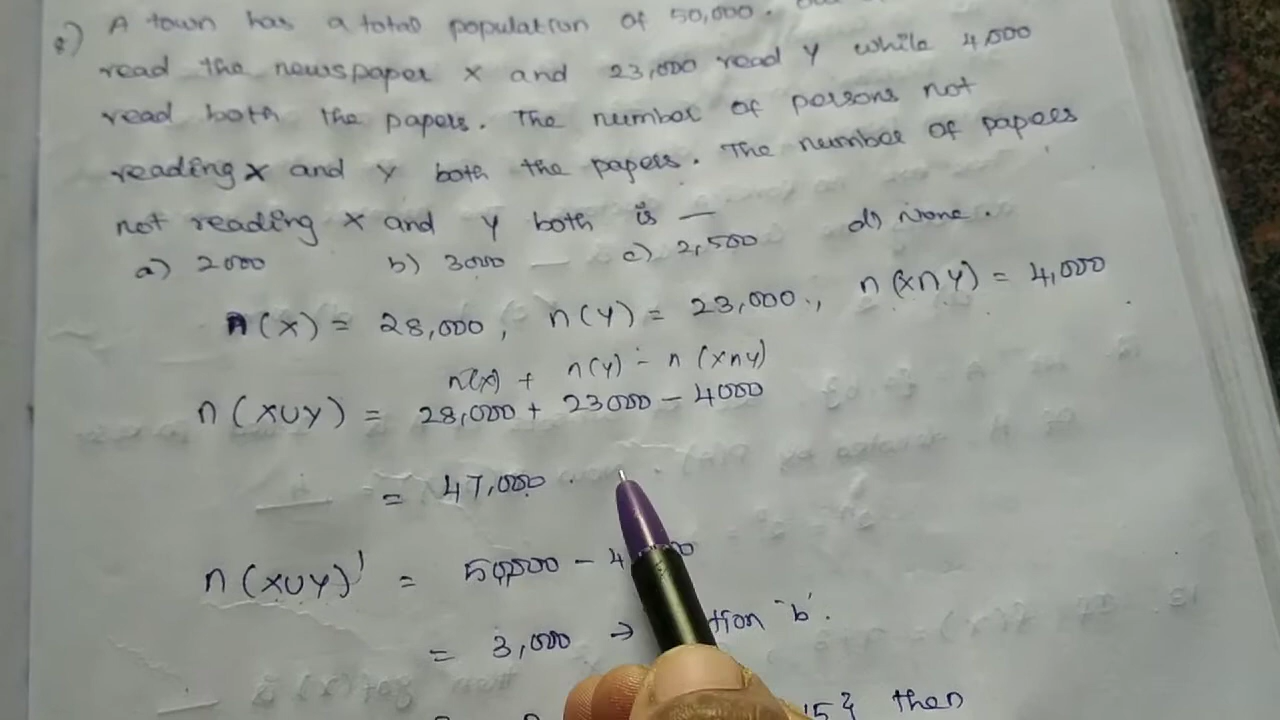 8) A town has a total population of 50,000.
read the newspaper X and 23,000 read Y while 4,000
read both the papers. The number of persons not
reading X and Y both the papers. The number of papers
not reading X and Y both is —
a) 2000 b) 3000 — c) 2,500 d) None.
n(X) = 28,000, n(Y) = 23,000., n(X∩Y) = 4,000
n(X) + n(Y) - n(X∩Y)
n(X∪Y) = 28,000 + 23000 - 4000
= 47,000.
n(X∪Y)' = 50,000 - 4
= 3,000 → 'b'.
then